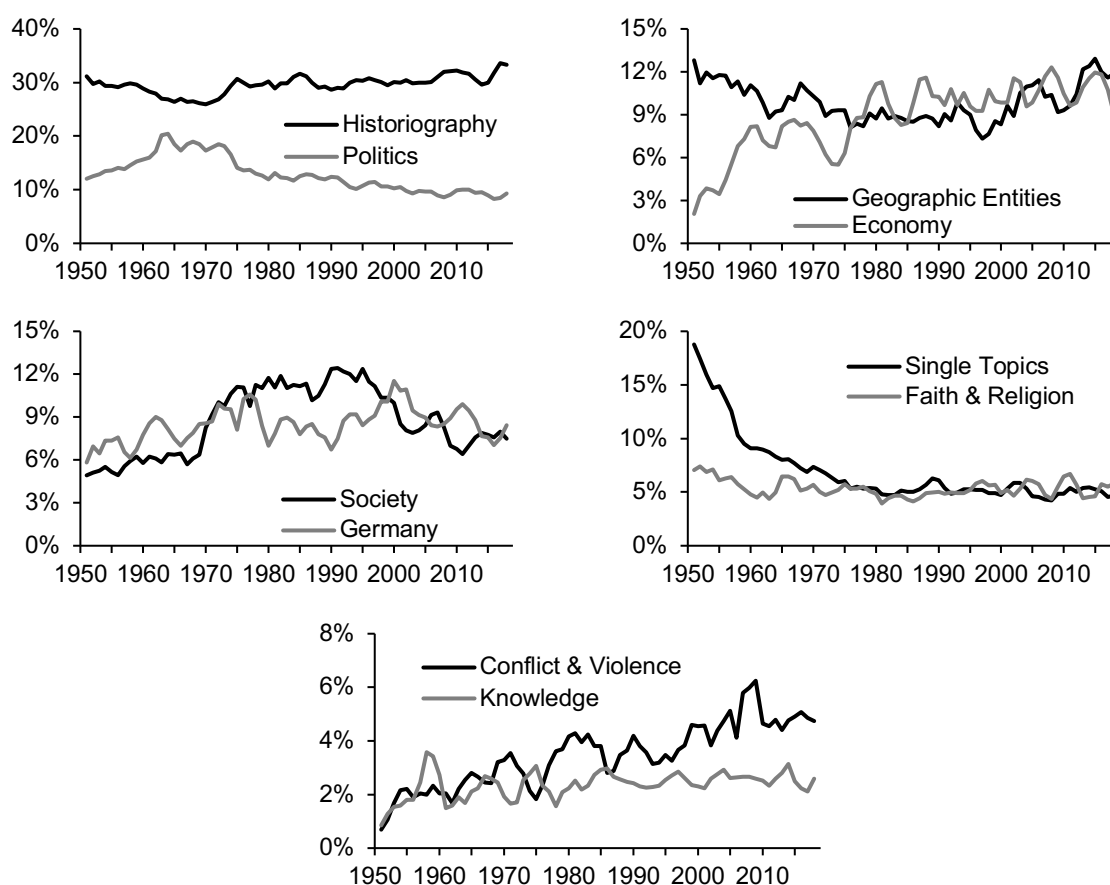 40%
30%
20%
10%
0%
Historiography
Politics
1950 1960 1970 1980 1990 2000 2010
15%
12%
9%
6%
3%
0%
Geographic Entities
Economy
1950 1960 1970 1980 1990 2000 2010
15%
12%
9%
6%
3%
0%
Society
Germany
1950 1960 1970 1980 1990 2000 2010
20%
15%
10%
5%
0%
Single Topics
Faith & Religion
1950 1960 1970 1980 1990 2000 2010
8%
6%
4%
2%
0%
Conflict & Violence
Knowledge
1950 1960 1970 1980 1990 2000 2010